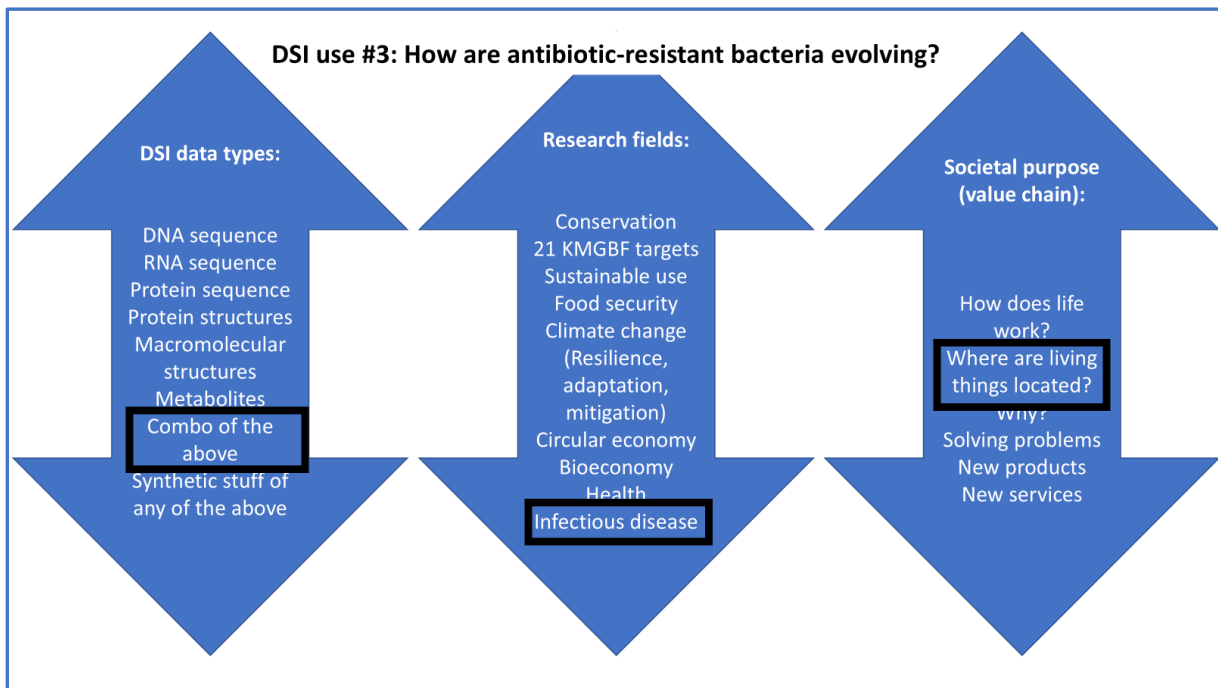 DSI use #3: How are antibiotic-resistant bacteria evolving?
DSI data types:
DNA sequence
RNA sequence
Protein sequence
Protein structures
Macromolecular
structures
Metabolites
Combo of the
above
Synthetic stuff of
any of the above
Research fields:
Conservation
21 KMGBF targets
Sustainable use
Food security
Climate change
(Resilience,
adaptation,
mitigation)
Circular economy
Bioeconomy
Health
Infectious disease
Societal purpose
(value chain):
How does life
work?
Where are living
things located?
Why?
Solving problems
New products
New services